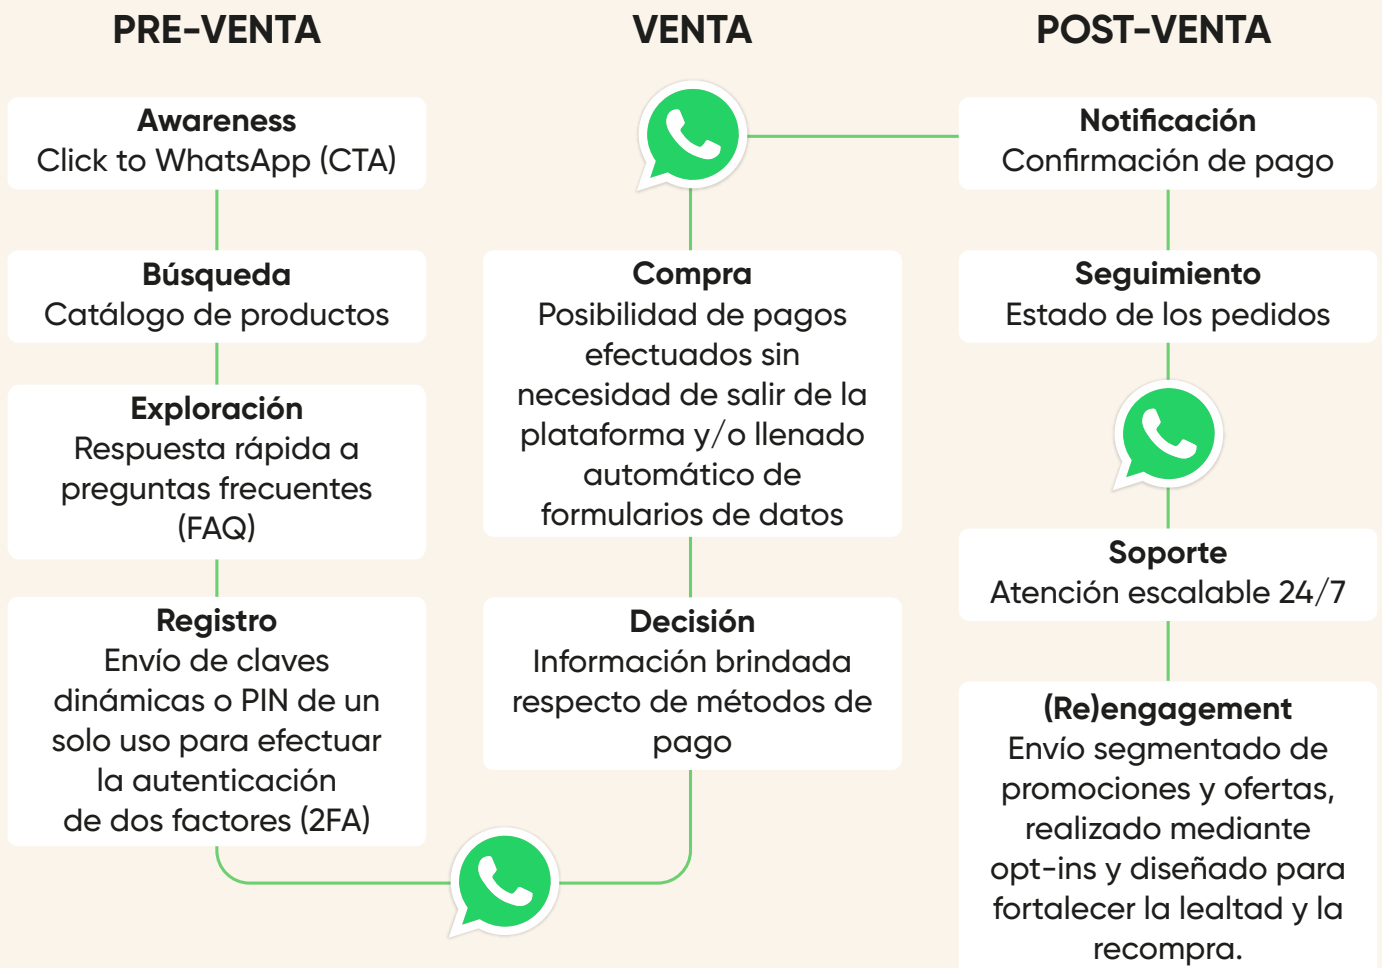 PRE-VENTA
Awareness
Click to WhatsApp (CTA)
Búsqueda
Catálogo de productos
Exploración
Respuesta rápida a
preguntas frecuentes
(FAQ)
Registro
Envío de claves
dinámicas o PIN de un
solo uso para efectuar
la autenticación
de dos factores (2FA)
VENTA
Compra
Posibilidad de pagos
efectuados sin
necesidad de salir de la
plataforma y/o llenado
automático de
formularios de datos
Decisión
Información brindada
respecto de métodos de
pago
POST-VENTA
Notificación
Confirmación de pago
Seguimiento
Estado de los pedidos
Soporte
Atención escalable 24/7
(Re)engagement
Envío segmentado de
promociones y ofertas,
realizado mediante
opt-ins y diseñado para
fortalecer la lealtad y la
recompra.